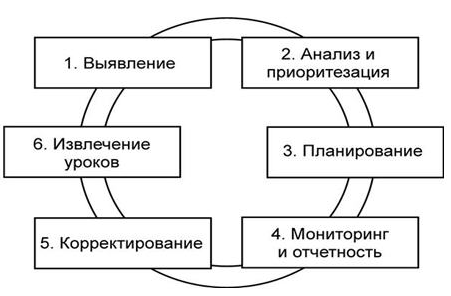 1. Выявление
2. Анализ и
приоритезация
3. Планирование
4. Мониторинг
и отчетность
5. Корректирование
6. Извлечение
уроков